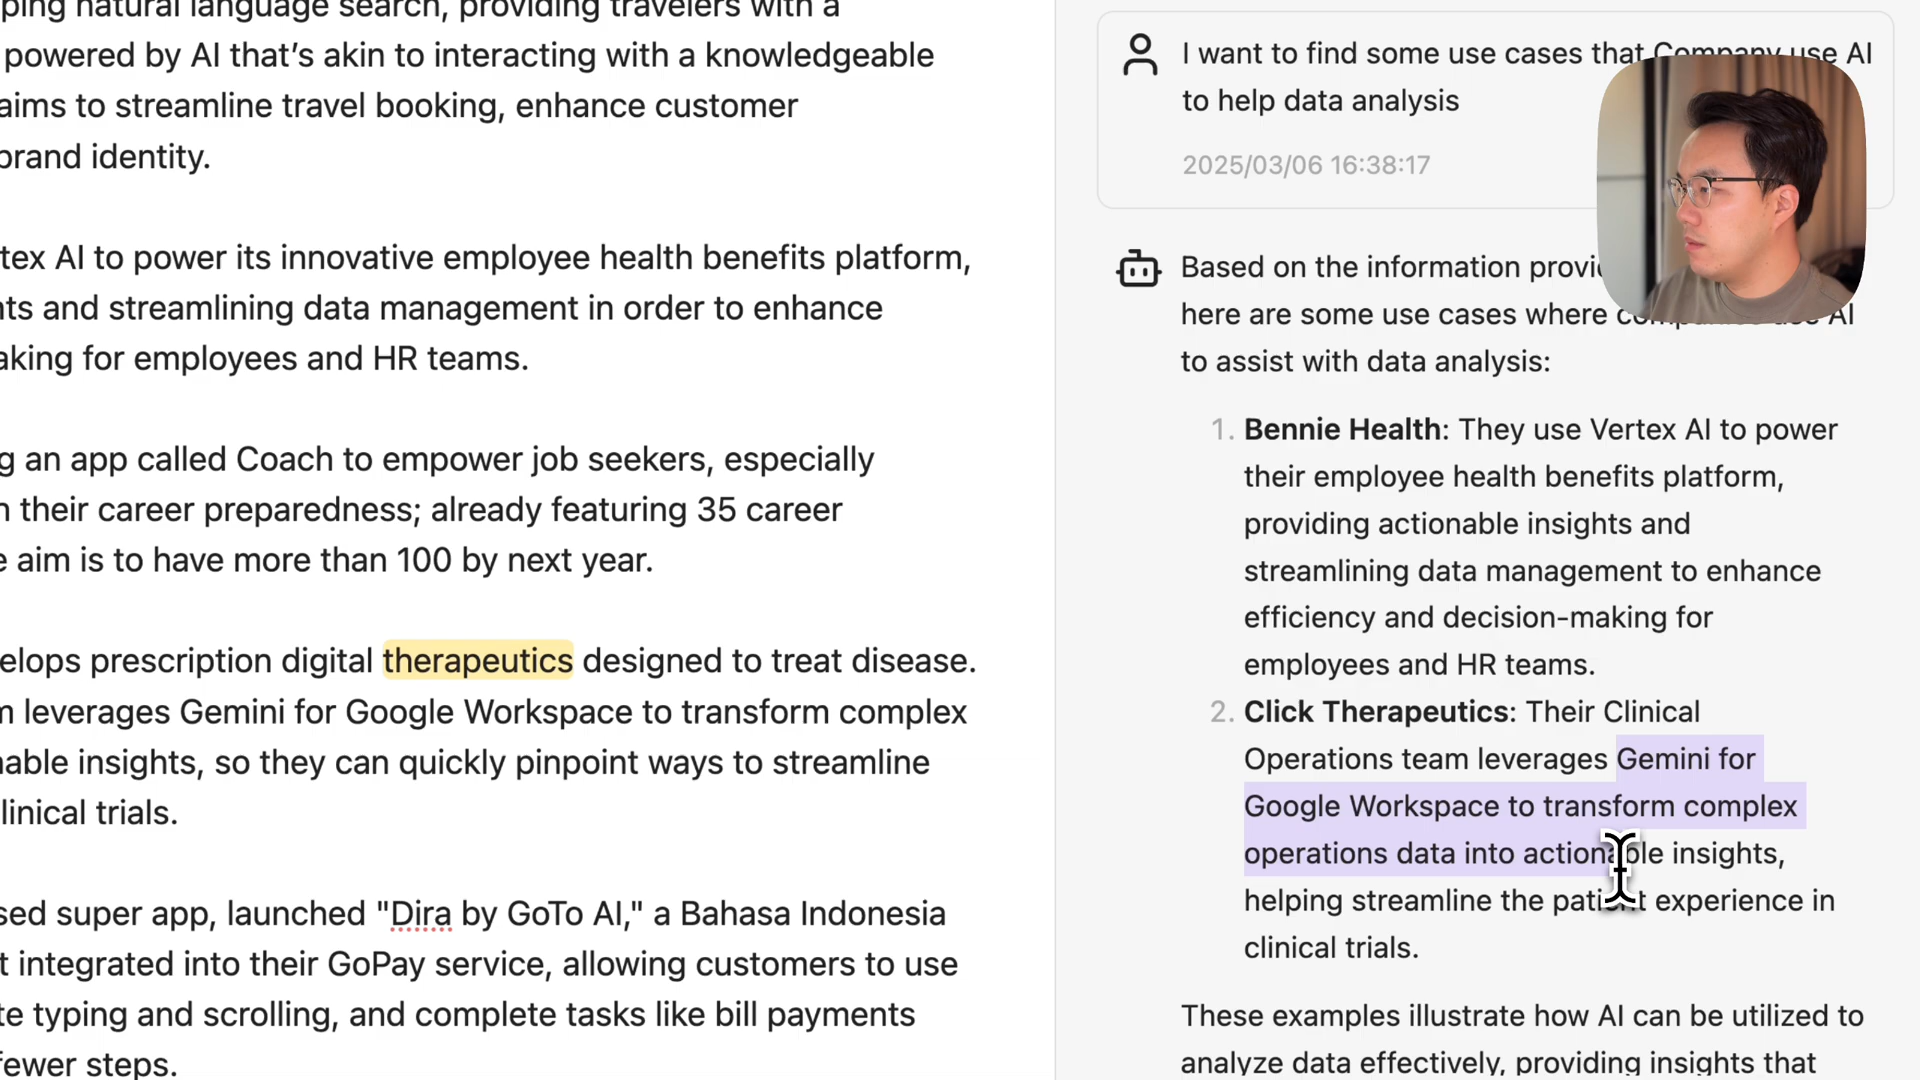 ping natural language search, providing travelers with a
powered by AI that's akin to interacting with a knowledgeable
aims to streamline travel booking, enhance customer
brand identity.
tex AI to power its innovative employee health benefits platform,
nts and streamlining data management in order to enhance
aking for employees and HR teams.
g an app called Coach to empower job seekers, especially
n their career preparedness; already featuring 35 career
e aim is to have more than 100 by next year.
elops prescription digital therapeutics designed to treat disease.
m leverages Gemini for Google Workspace to transform complex
nable insights, so they can quickly pinpoint ways to streamline
linical trials.
sed super app, launched "Dira by GoTo AI," a Bahasa Indonesia
t integrated into their GoPay service, allowing customers to use
te typing and scrolling, and complete tasks like bill payments
fewer steps.
I want to find some use cases that Company use AI
to help data analysis
2025/03/06 16:38:17
Based on the information provi
here are some use cases where companies use AI
to assist with data analysis:
1. Bennie Health: They use Vertex AI to power
their employee health benefits platform,
providing actionable insights and
streamlining data management to enhance
efficiency and decision-making for
employees and HR teams.
2. Click Therapeutics: Their Clinical
Operations team leverages Gemini for
Google Workspace to transform complex
operations data into actionable insights,
helping streamline the patient experience in
clinical trials.
These examples illustrate how AI can be utilized to
analyze data effectively, providing insights that